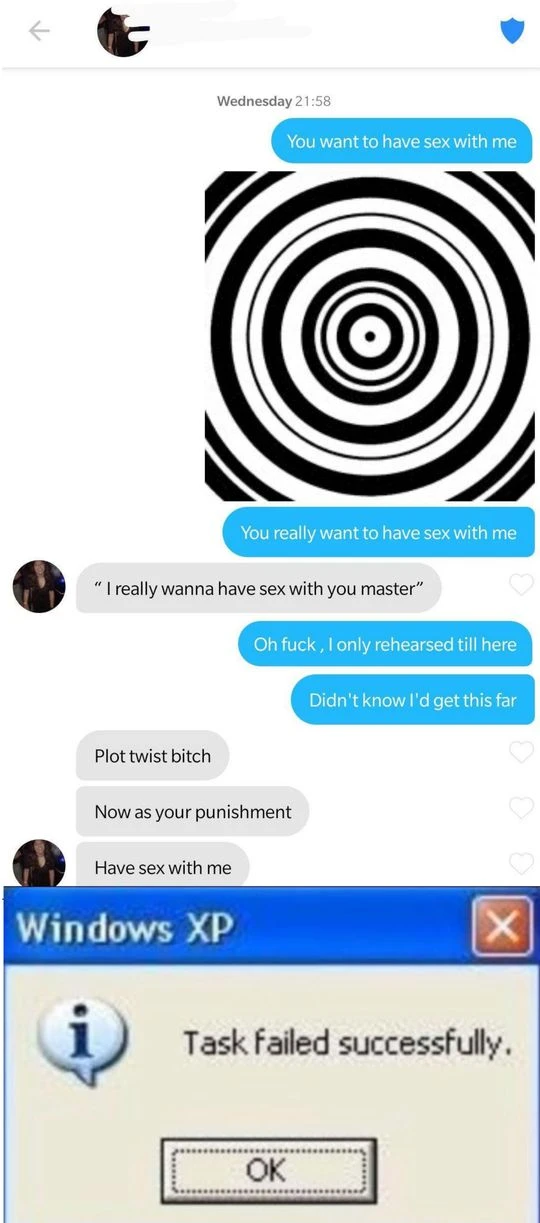 Wednesday 21:58
You want to have sex with me
You really want to have sex with me
“ I really wanna have sex with you master”
Oh fuck , I only rehearsed till here
Didn't know I'd get this far
Plot twist bitch
Now as your punishment
Have sex with me
Windows XP
Task failed successfully.
OK